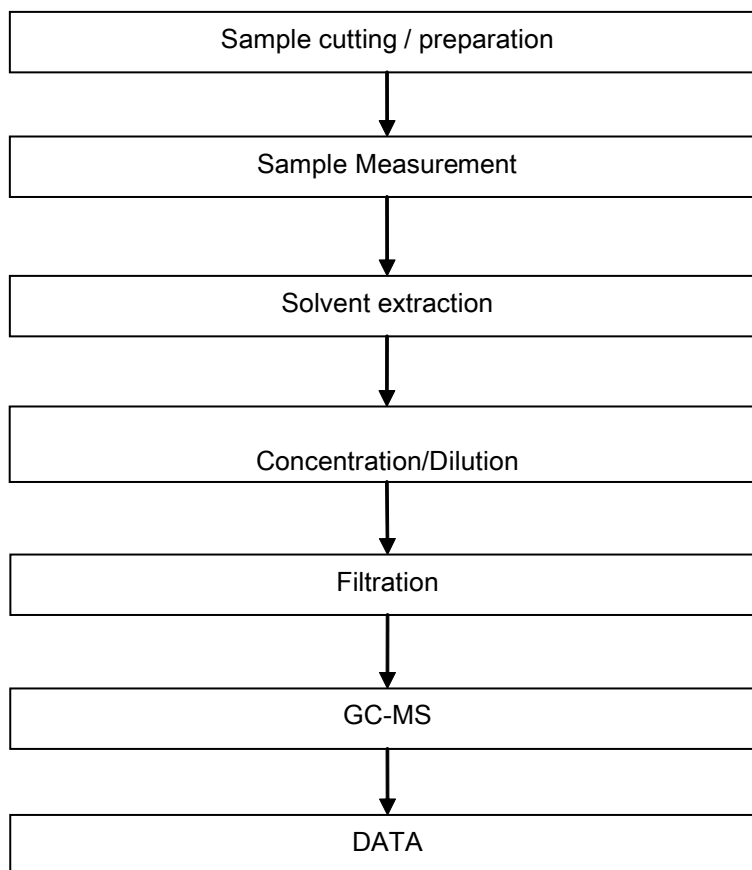 Sample cutting / preparation
Sample Measurement
Solvent extraction
Concentration/Dilution
Filtration
GC-MS
DATA